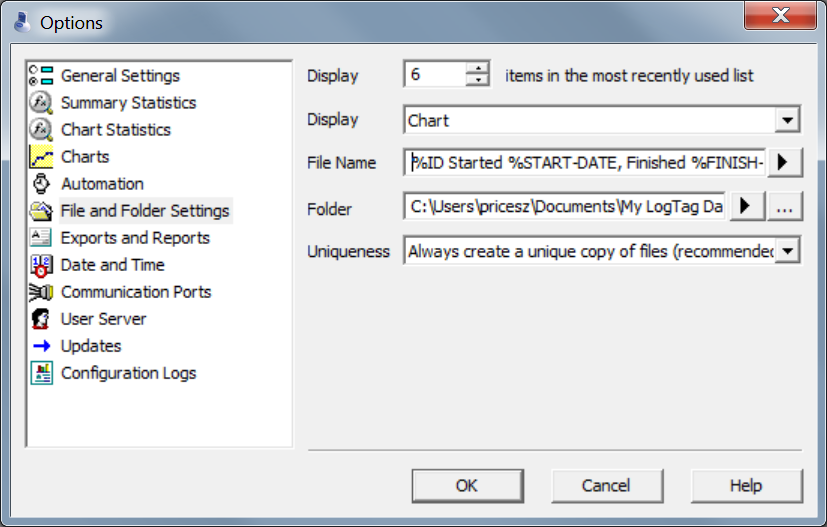 Options
General Settings
Summary Statistics
Chart Statistics
Charts
Automation
File and Folder Settings
Exports and Reports
Date and Time
Communication Ports
User Server
Updates
Configuration Logs
Display 6 items in the most recently used list
Display Chart
File Name %ID Started %START-DATE, Finished %FINISH-
Folder C:\Users\pricesz\Documents\My LogTag Da ...
Uniqueness Always create a unique copy of files (recommended
OK Cancel Help